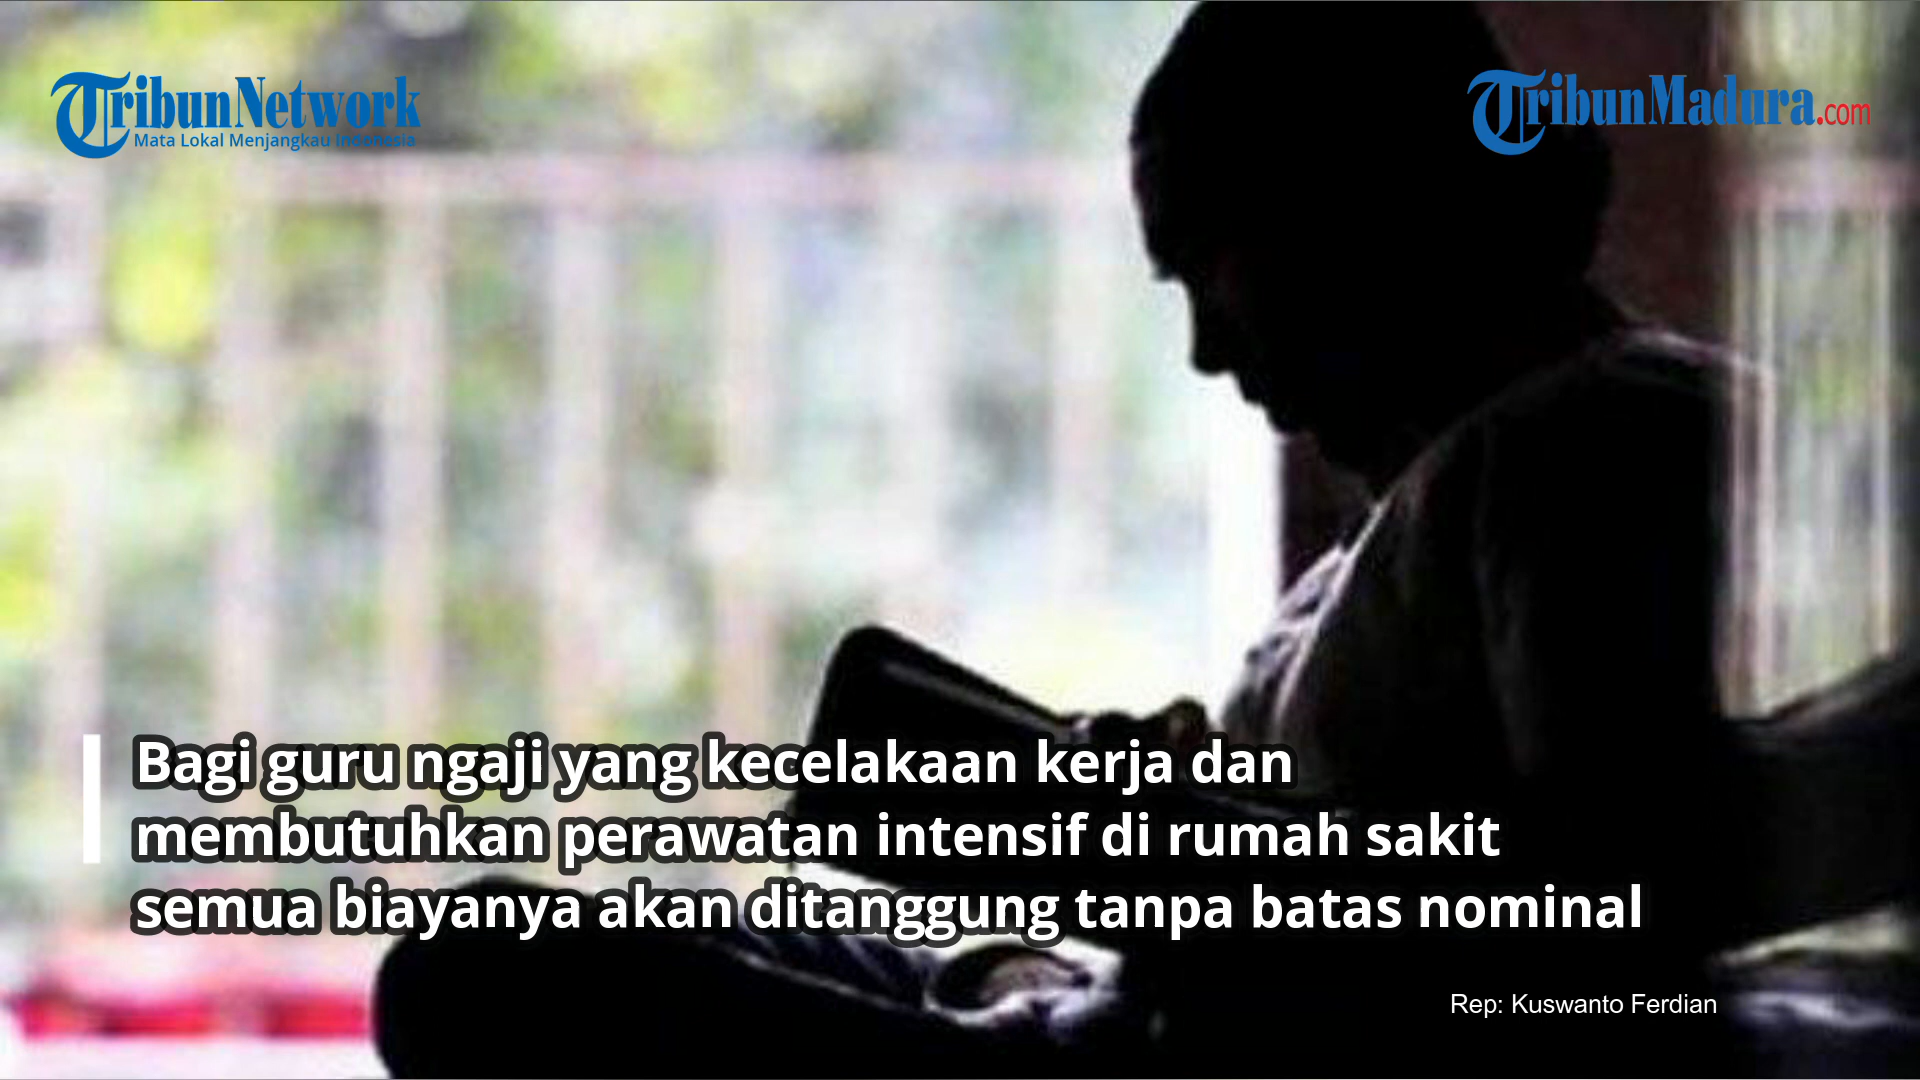 TribunNetwork
Mata Lokal Menjangkau Indonesia
TribunMadura.com
Bagi guru ngaji yang kecelakaan kerja dan
membutuhkan perawatan intensif di rumah sakit
semua biayanya akan ditanggung tanpa batas nominal
Rep: Kuswanto Ferdian